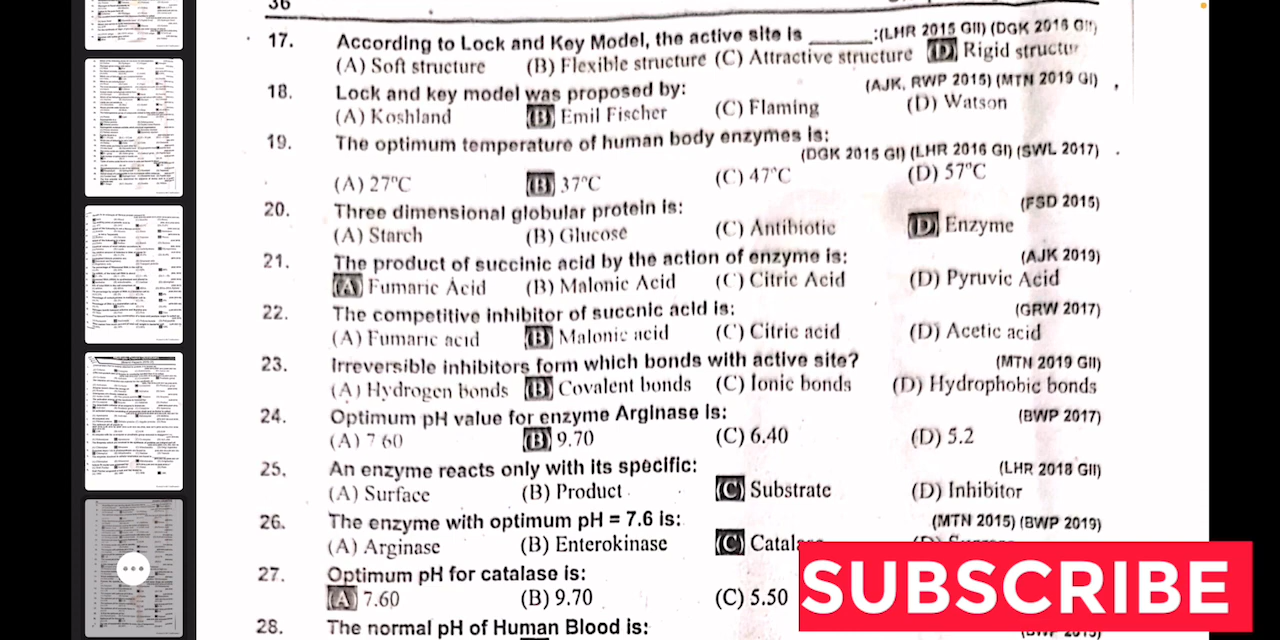 36
17. According to Lock and Key Model, the active site is ______:(LHR 2015 GII) (DGK 2016 GII)
(A) Soft structure (B) Flexible structure (C) Attractive structure (D) Rigid structur
18. Lock and key model was proposed by: (AJK, RWP 2015) (MTN 2019 GI)
(A) Koshland (B) Emil Fischer (C) Flaming (D) Watson
19. The optimum temperature of human body enzymes is:
(DGK 2015 GI) (LHR 2016 GI) (SWL 2017)
(A) 27°C (B) 37°C (C) 47°C (D) 57°C
20. Three dimensional globular protein is: (FSD 2015)
(A) Starch (B) Glucose (C) Antibiotic (D) Enzyme
21. The product of succinic acid by the action of enzyme is: (AJK 2019)
(A) Fumaric Acid (B) Malonic Acid (C) Citric Acid (D) Pyruvic Acid
22. The competitive inhibitor of succnic acid is: (GRW 2017)
(A) Fumaric acid (B) Malonic acid (C) Citric acid (D) Acetic acid
23. Irreversible inhibitors form which bonds with active site? (MTN 2019 GII)
(A) Hydrogen bonds (B) Covalent bonds (C) Ionic bonds (D) Hydrophobic bonds
24. Optimum pH value for enzyme Arginase is: (BWP 2017)
(A) 7 60 (B) 9.70 (C) 6.40 (D) 5.2
25. An enzyme reacts only with its specific: (LHR 2018 GII)
(A) Surface (B) Product (C) Substrate (D) Inhibitor
26. The enzyme with optimum pH = 7.6 is: (MTN 2015) (BWP 2019)
(A) Arginase (B) Enterokinase (C)
27. Optimum pH for catalase is:
(A) 7.60 (B) 9.70 (C) 5.50
SUBSCRIBE
28. The normal pH of Human Blood is: